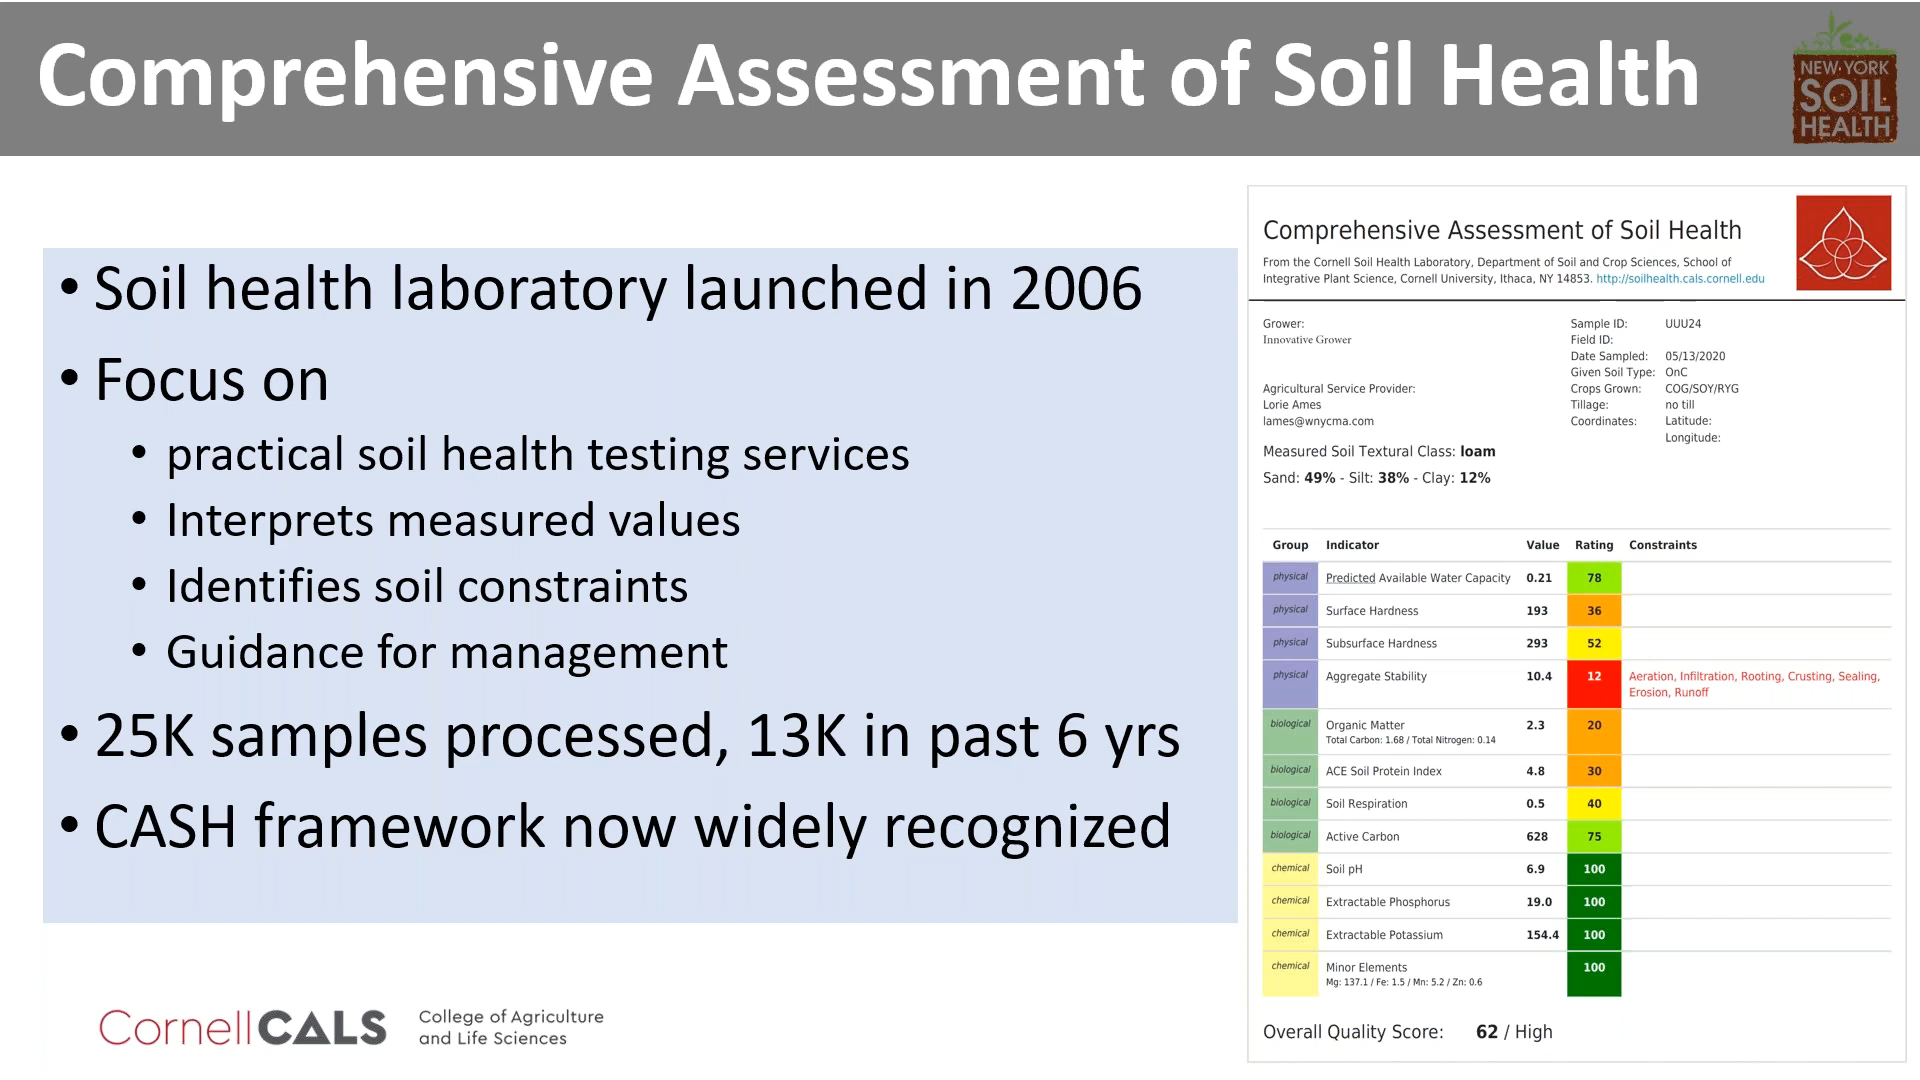 Comprehensive Assessment of Soil Health
NEW YORK
SOIL
HEALTH
• Soil health laboratory launched in 2006
• Focus on
• practical soil health testing services
• Interprets measured values
• Identifies soil constraints
• Guidance for management
• 25K samples processed, 13K in past 6 yrs
• CASH framework now widely recognized
CornellCALS
College of Agriculture
and Life Sciences
Comprehensive Assessment of Soil Health
From the Cornell Soil Health Laboratory, Department of Soil and Crop Sciences, School of
Integrative Plant Science, Cornell University, Ithaca, NY 14853. http://soilhealth.cals.cornell.edu
Grower:
Innovative Grower
Agricultural Service Provider:
Lorie Ames
lames@wnycma.com
Sample ID: UUU24
Field ID:
Date Sampled: 05/13/2020
Given Soil Type: OnC
Crops Grown: COG/SOY/RYG
Tillage: no till
Coordinates: Latitude:
Longitude:
Measured Soil Textural Class: loam
Sand: 49% - Silt: 38% - Clay: 12%
Group Indicator Value Rating Constraints
physical Predicted Available Water Capacity 0.21 78
physical Surface Hardness 193 36
physical Subsurface Hardness 293 52
physical Aggregate Stability 10.4 12 Aeration, Infiltration, Rooting, Crusting, Sealing,
Erosion, Runoff
biological Organic Matter 2.3 20
Total Carbon: 1.68 / Total Nitrogen: 0.14
biological ACE Soil Protein Index 4.8 30
biological Soil Respiration 0.5 40
biological Active Carbon 628 75
chemical Soil pH 6.9 100
chemical Extractable Phosphorus 19.0 100
chemical Extractable Potassium 154.4 100
chemical Minor Elements 100
Mg: 137.1 / Fe: 1.5 / Mn: 5.2 / Zn: 0.6
Overall Quality Score: 62 / High